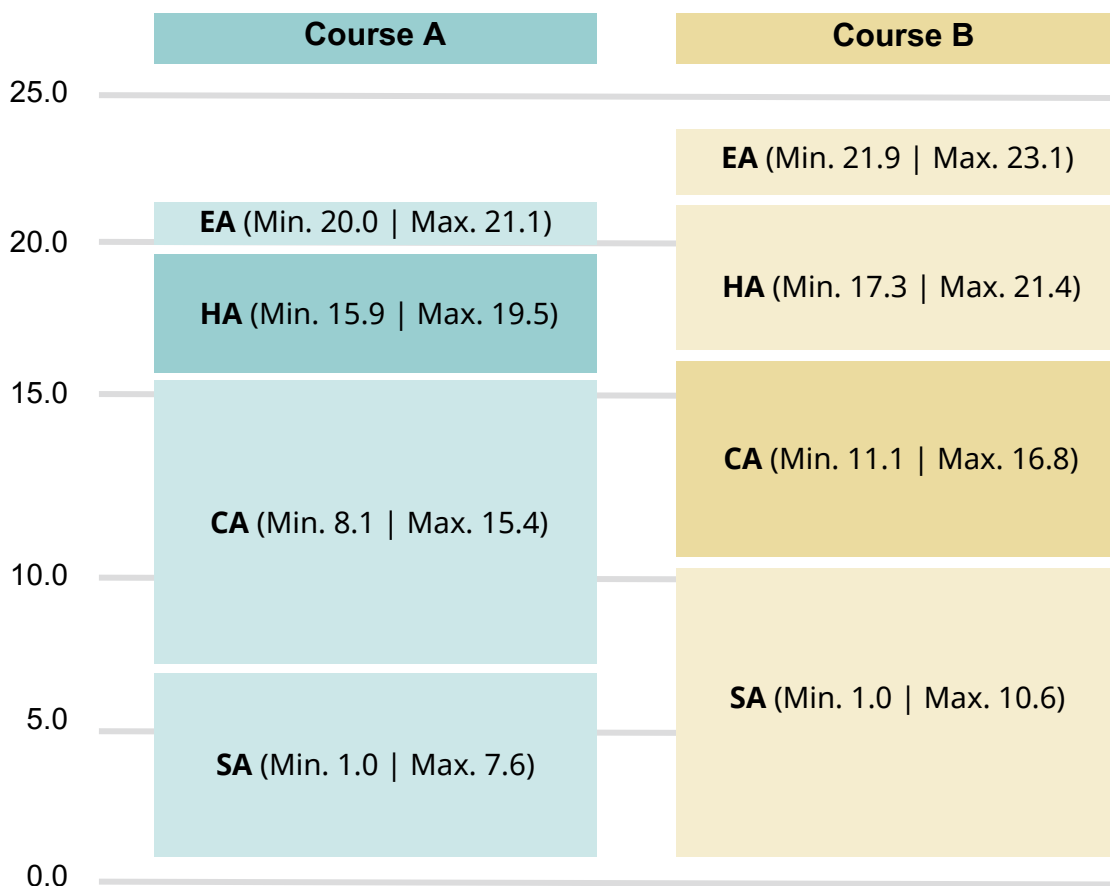 Course A
Course B
25.0
EA (Min. 21.9 | Max. 23.1)
EA (Min. 20.0 | Max. 21.1)
20.0
HA (Min. 17.3 | Max. 21.4)
HA (Min. 15.9 | Max. 19.5)
15.0
CA (Min. 11.1 | Max. 16.8)
CA (Min. 8.1 | Max. 15.4)
10.0
SA (Min. 1.0 | Max. 10.6)
5.0
SA (Min. 1.0 | Max. 7.6)
0.0